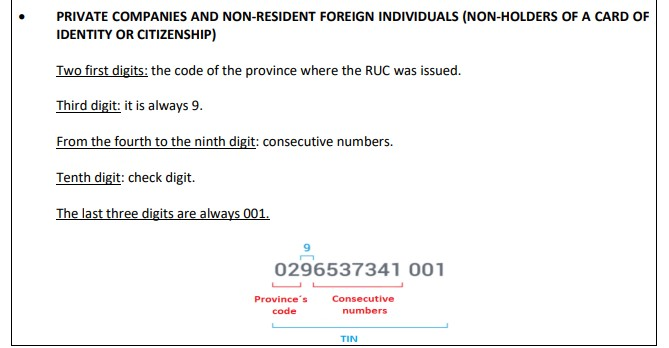 • PRIVATE COMPANIES AND NON-RESIDENT FOREIGN INDIVIDUALS (NON-HOLDERS OF A CARD OF
IDENTITY OR CITIZENSHIP)
Two first digits: the code of the province where the RUC was issued.
Third digit: it is always 9.
From the fourth to the ninth digit: consecutive numbers.
Tenth digit: check digit.
The last three digits are always 001.
9
0296537341 001
Province´s Consecutive
code numbers
TIN